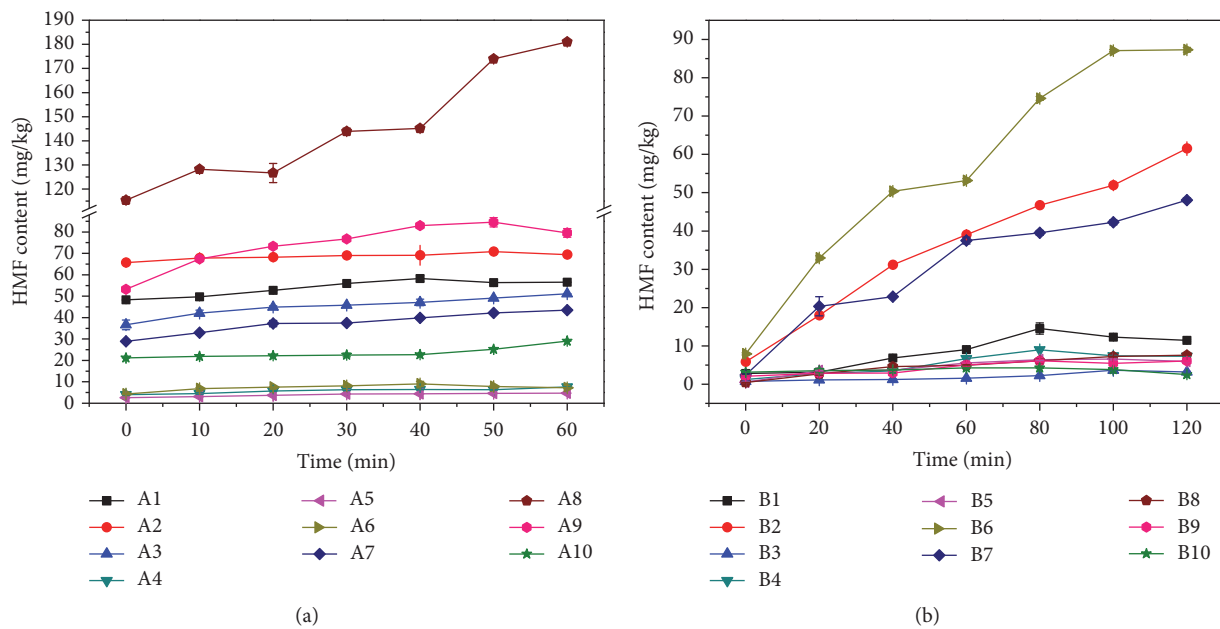 HMF content (mg/kg)
190
180
170
160
150
140
130
120
80
70
60
50
40
30
20
10
0
0 10 20 30 40 50 60
Time (min)
A1 A5 A8
A2 A6 A9
A3 A7 A10
A4
(a)
HMF content (mg/kg)
90
80
70
60
50
40
30
20
10
0
0 20 40 60 80 100 120
Time (min)
B1 B5 B8
B2 B6 B9
B3 B7 B10
B4
(b)